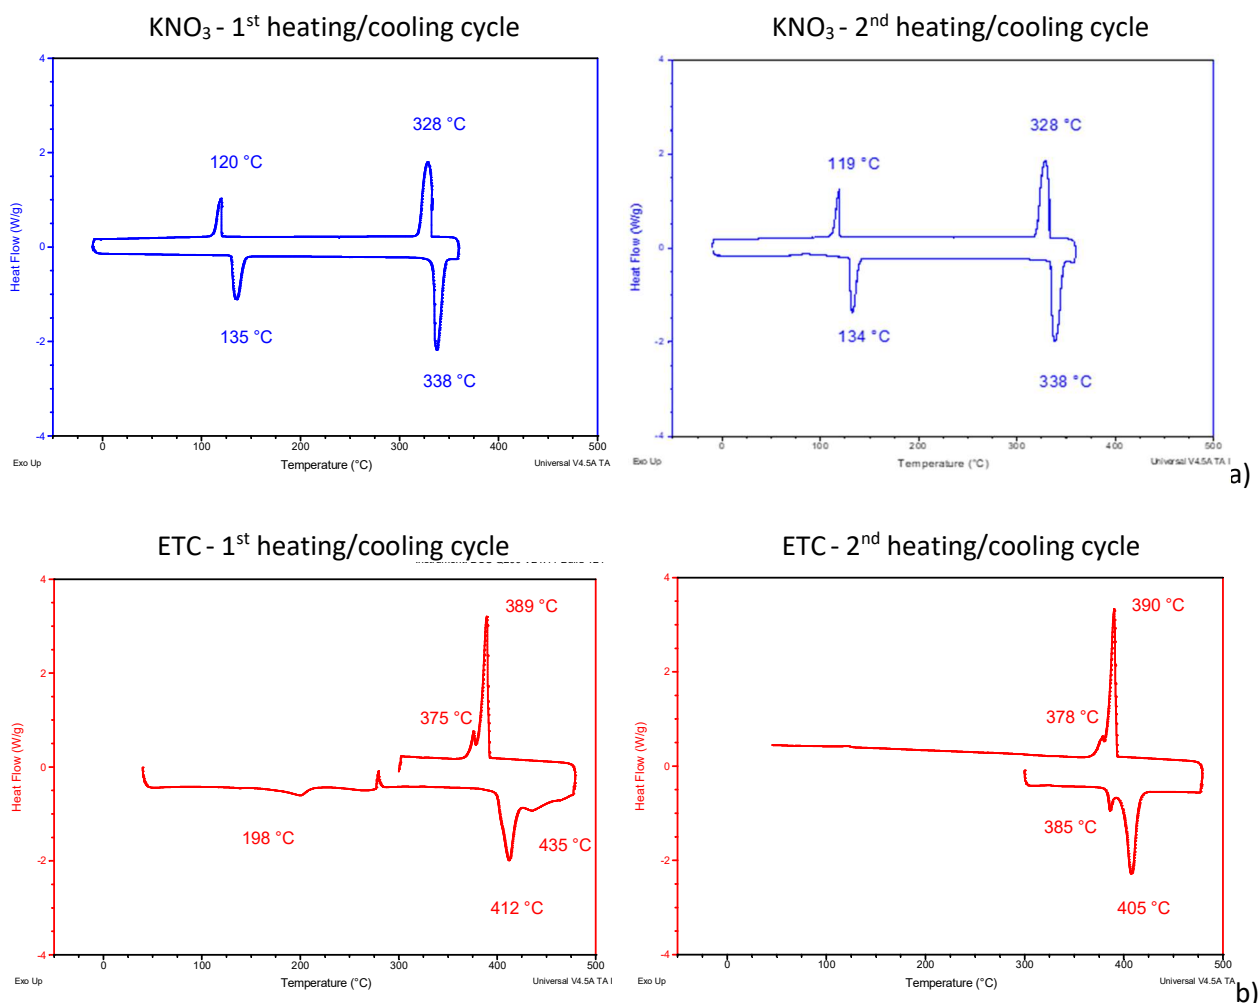 KNO₃ - 1st heating/cooling cycle
4
2
0
-2
-4
Heat Flow (W/g)
120 °C
328 °C
135 °C
338 °C
0 100 200 300 400 500
Exo Up Temperature (°C) Universal V4.5A TA I
KNO₃ - 2nd heating/cooling cycle
4
2
0
-2
-4
Heat Flow (W/g)
119 °C
328 °C
134 °C
338 °C
0 100 200 300 400 500
Exo Up Temperature (°C) Universal V4.5A TA I
a)
ETC - 1st heating/cooling cycle
4
2
0
-2
-4
Heat Flow (W/g)
389 °C
375 °C
198 °C
435 °C
412 °C
0 100 200 300 400 500
Exo Up Temperature (°C) Universal V4.5A TA I
ETC - 2nd heating/cooling cycle
4
2
0
-2
-4
Heat Flow (W/g)
390 °C
378 °C
385 °C
405 °C
0 100 200 300 400 500
Exo Up Temperature (°C) Universal V4.5A TA
b)